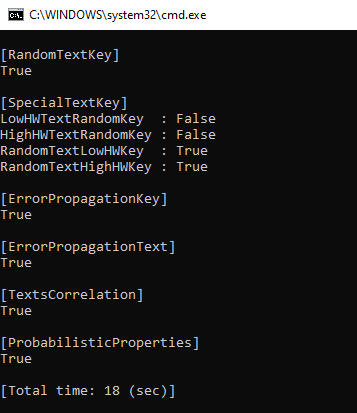 C:\WINDOWS\system32\cmd.exe
[RandomTextKey]
True
[SpecialTextKey]
LowHWTextRandomKey  : False
HighHWTextRandomKey : False
RandomTextLowHWKey  : True
RandomTextHighHWKey : True
[ErrorPropagationKey]
True
[ErrorPropagationText]
True
[TextsCorrelation]
True
[ProbabilisticProperties]
True
[Total time: 18 (sec)]